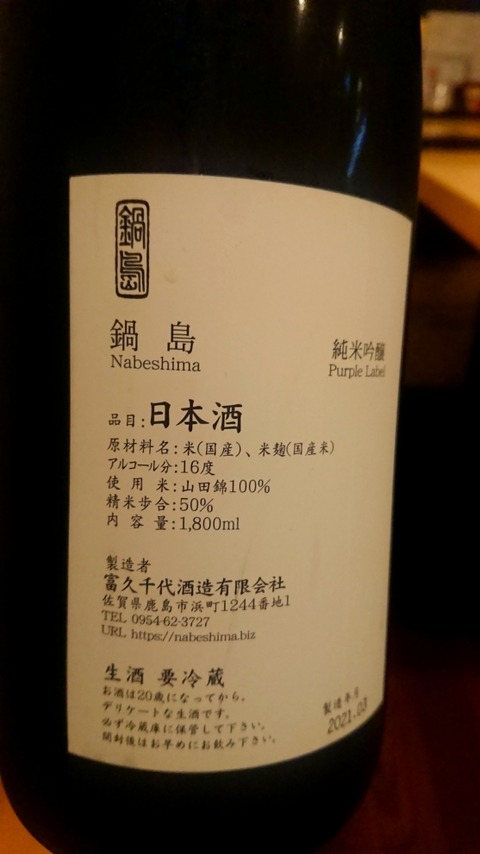 鍋島
鍋島
Nabeshima
純米吟醸
Purple Label
品目:日本酒
原材料名:米(国産)、米麹(国産米)
アルコール分:16度
使用米:山田錦100%
精米歩合:50%
内容量:1,800ml
製造者
富久千代酒造有限会社
佐賀県鹿島市浜町1244番地1
TEL 0954-62-3727
URL https://nabeshima.biz
生酒 要冷蔵
お酒は20歳になってから。
デリケートな生酒です。
必ず冷蔵庫に保管して下さい。
開封後はお早めにお飲み下さい。
製造年月
2021.03